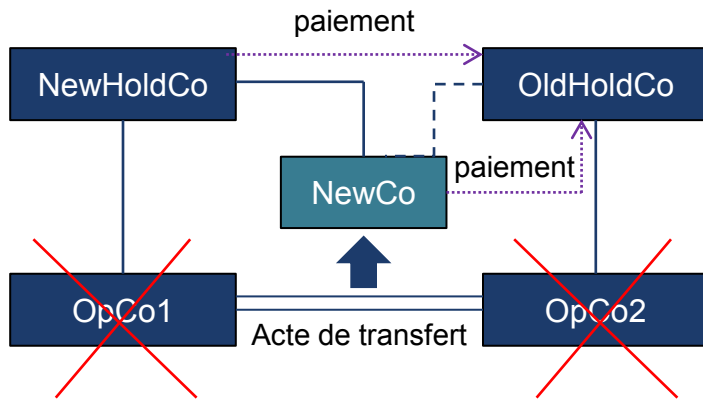 paiement
NewHoldCo
OldHoldCo
paiement
NewCo
OpCo1
OpCo2
Acte de transfert